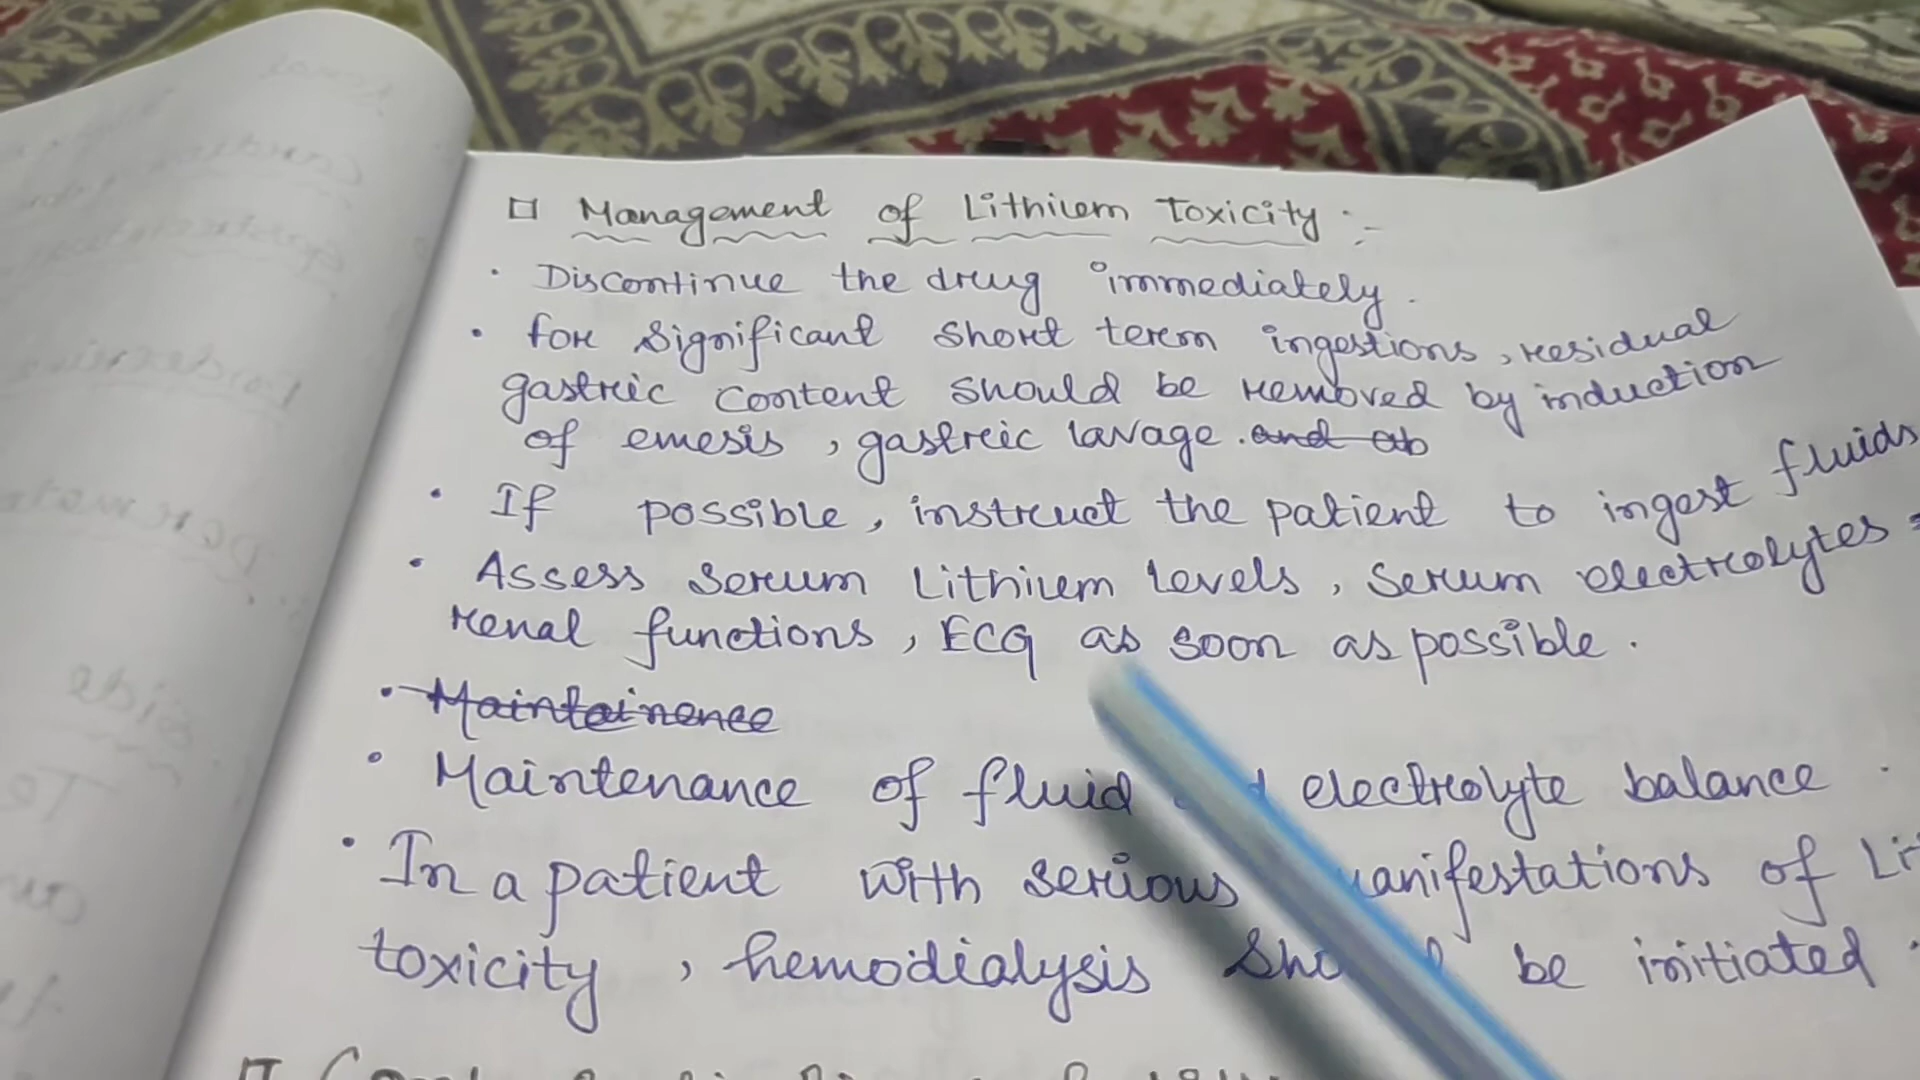 Management of Lithium Toxicity :-
• Discontinue the drug immediately.
• for significant short term ingestions, residual
gastric content should be removed by induction
of emesis, gastric lavage. and ab
• If possible, instruct the patient to ingest fluids
• Assess serum Lithium Levels, serum electrolytes
renal functions, ECG as soon as possible.
• Maintainence
• Maintenance of fluid electrolyte balance.
• In a patient with serious manifestations of Li
toxicity, hemodialysis be initiated.